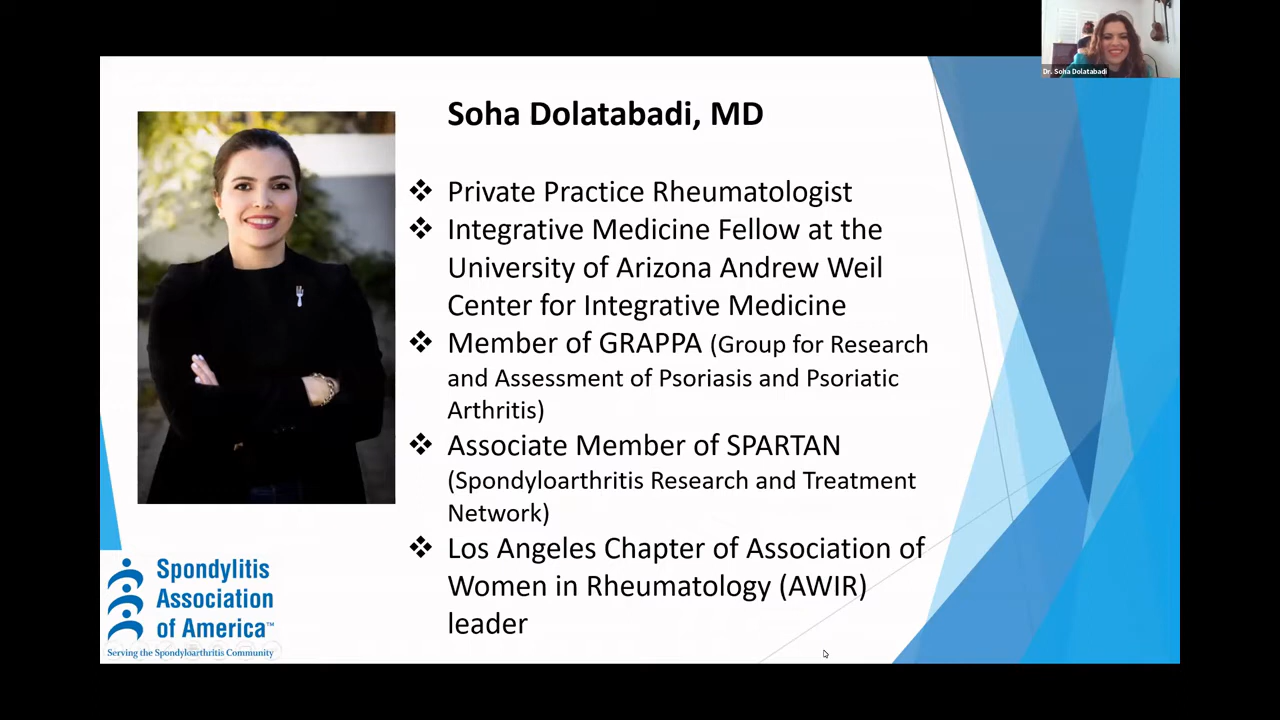 Dr. Soha Dolatabadi
Soha Dolatabadi, MD
❖ Private Practice Rheumatologist
❖ Integrative Medicine Fellow at the
University of Arizona Andrew Weil
Center for Integrative Medicine
❖ Member of GRAPPA (Group for Research
and Assessment of Psoriasis and Psoriatic
Arthritis)
❖ Associate Member of SPARTAN
(Spondyloarthritis Research and Treatment
Network)
❖ Los Angeles Chapter of Association of
Women in Rheumatology (AWIR)
leader
Spondylitis
Association
of America™
Serving the Spondyloarthritis Community